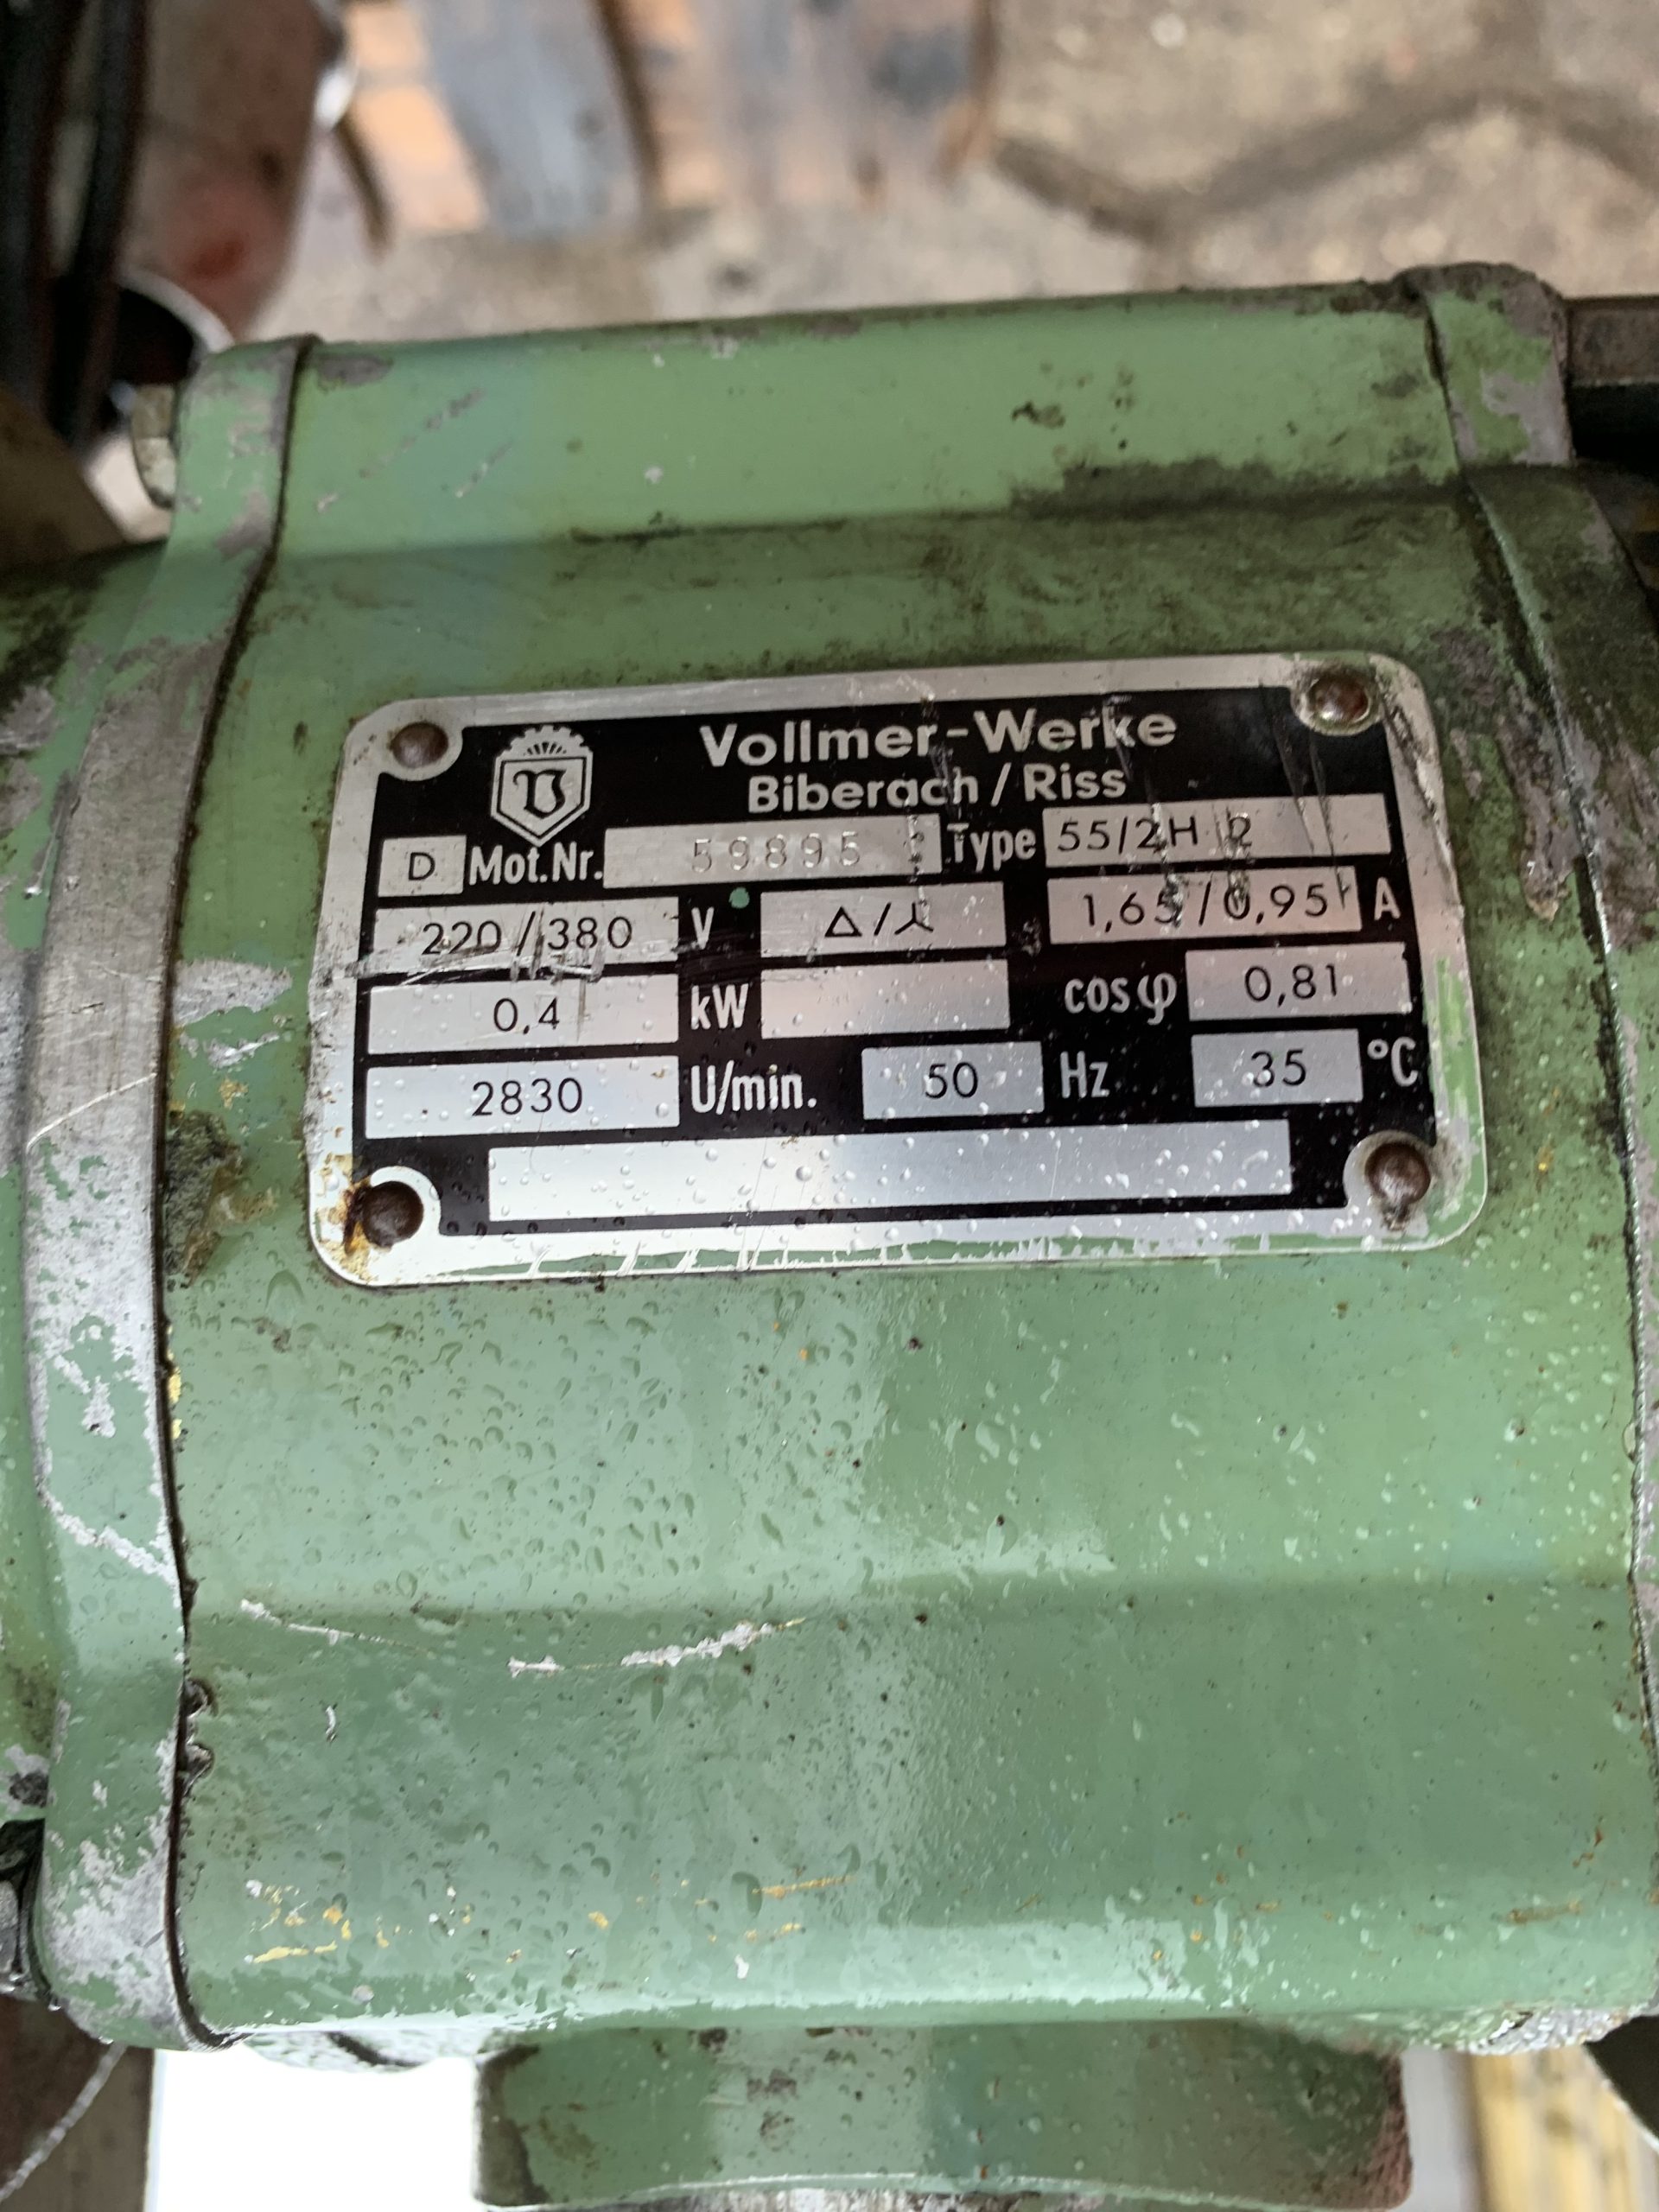 Vollmer-Werke
Biberach/Riss
D Mot.Nr. 59895 Type 55/2H 2
220/380 V Δ/⅄ 1,65/0,95 A
0,4 kW cos φ 0,81
2830 U/min. 50 Hz 35 °C